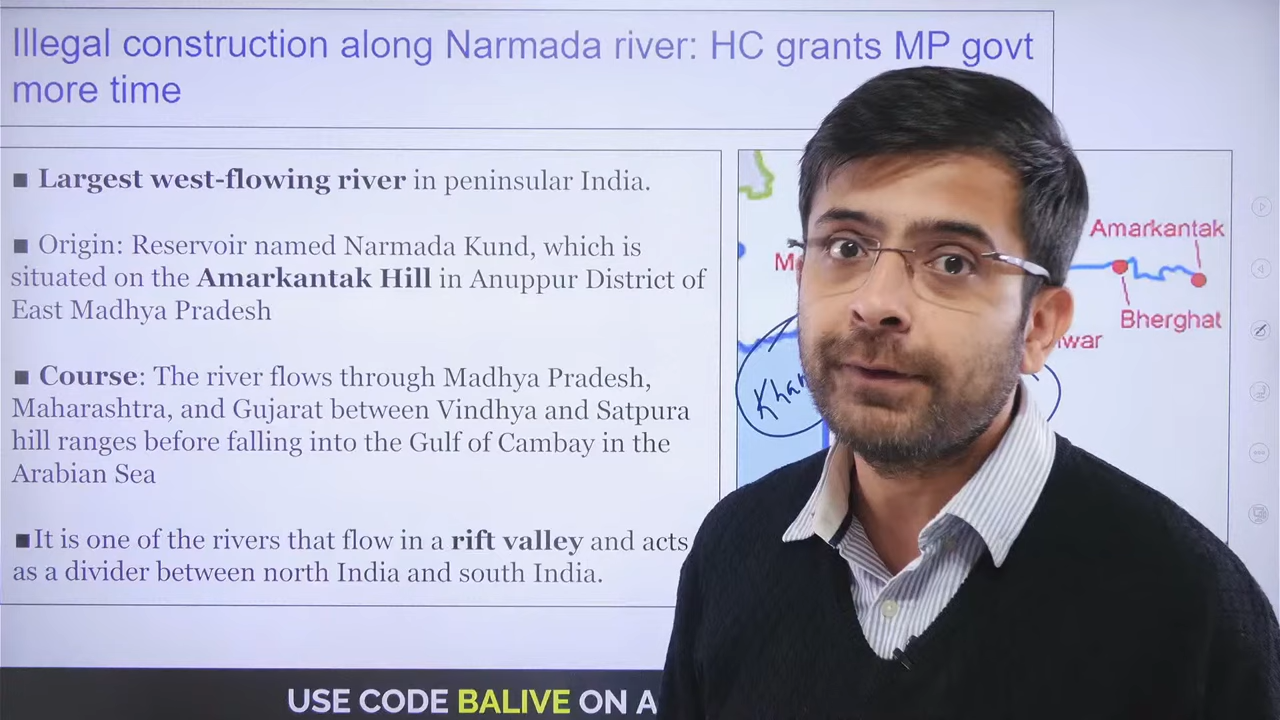 Illegal construction along Narmada river: HC grants MP govt
more time
■ Largest west-flowing river in peninsular India.
■ Origin: Reservoir named Narmada Kund, which is
situated on the Amarkantak Hill in Anuppur District of
East Madhya Pradesh
■ Course: The river flows through Madhya Pradesh,
Maharashtra, and Gujarat between Vindhya and Satpura
hill ranges before falling into the Gulf of Cambay in the
Arabian Sea
■It is one of the rivers that flow in a rift valley and acts
as a divider between north India and south India.
Amarkantak
Bherghat
USE CODE BALIVE ON A